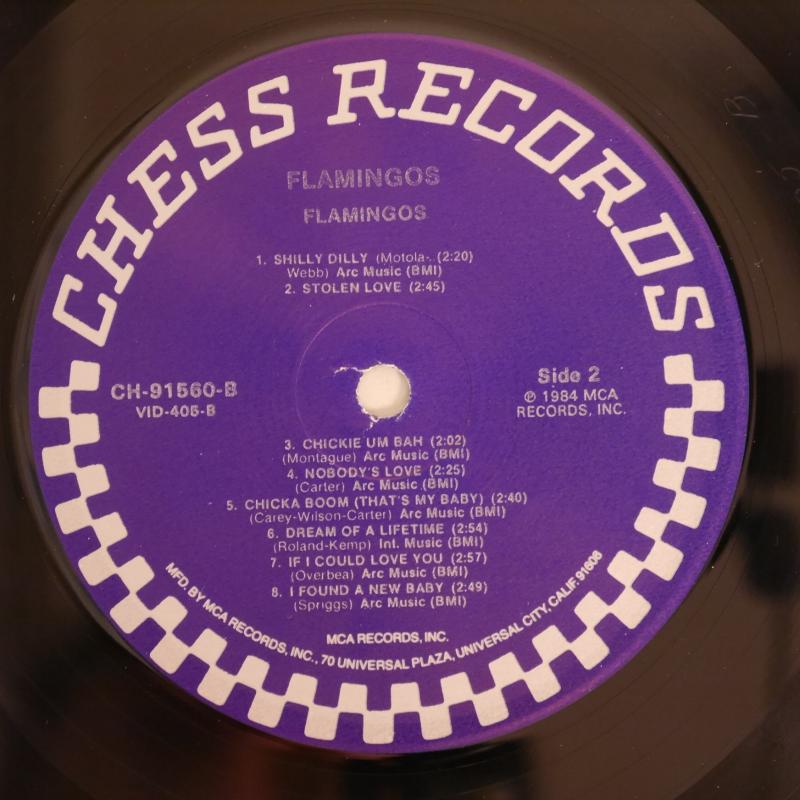 CHESS RECORDS
FLAMINGOS
FLAMINGOS
1. SHILLY DILLY (Motola-. (2:20)
Webb) Arc Music (BMI)
2. STOLEN LOVE (2:45)
CH-91560-B
VID-405-B
Side 2
℗ 1984 MCA
RECORDS, INC.
3. CHICKIE UM BAH (2:02)
(Montague) Arc Music (BMI)
4. NOBODY'S LOVE (2:25)
(Carter) Arc Music (BMI)
5. CHICKA BOOM (THAT'S MY BABY) (2:40)
(Carey-Wilson-Carter) Arc Music (BMI)
6. DREAM OF A LIFETIME (2:54)
(Roland-Kemp) Int. Music (BMI)
7. IF I COULD LOVE YOU (2:57)
(Overbea) Arc Music (BMI)
8. I FOUND A NEW BABY (2:49)
(Spriggs) Arc Music (BMI)
MCA RECORDS, INC.
MFD. BY MCA RECORDS, INC., 70 UNIVERSAL PLAZA, UNIVERSAL CITY, CALIF. 91608